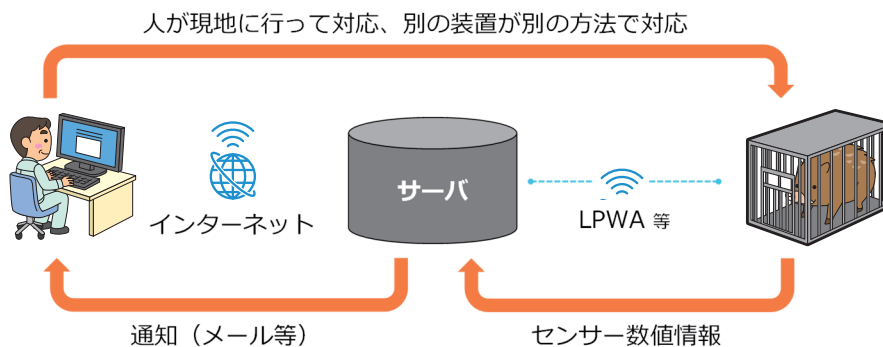 人が現地に行って対応、別の装置が別の方法で対応
インターネット
サーバ
LPWA 等
通知（メール等）
センサー数値情報